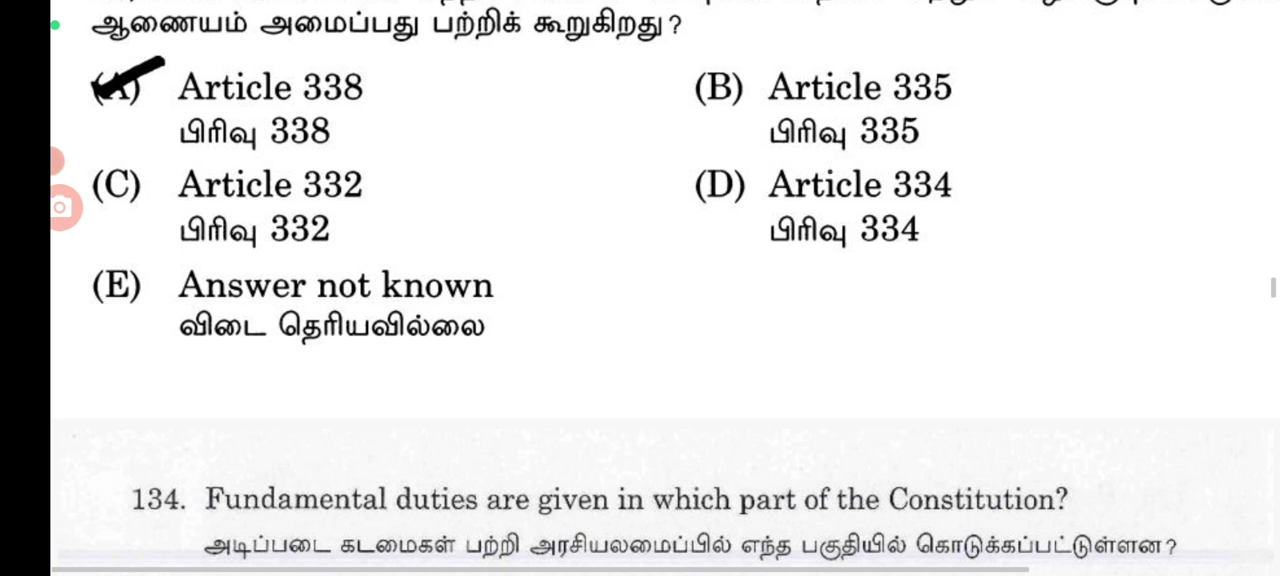 ஆணையம் அமைப்பது பற்றிக் கூறுகிறது?
(A) Article 338 (B) Article 335
பிரிவு 338 பிரிவு 335
(C) Article 332 (D) Article 334
பிரிவு 332 பிரிவு 334
(E) Answer not known
விடை தெரியவில்லை
134. Fundamental duties are given in which part of the Constitution?
அடிப்படை கடமைகள் பற்றி அரசியலமைப்பில் எந்த பகுதியில் கொடுக்கப்பட்டுள்ளன?